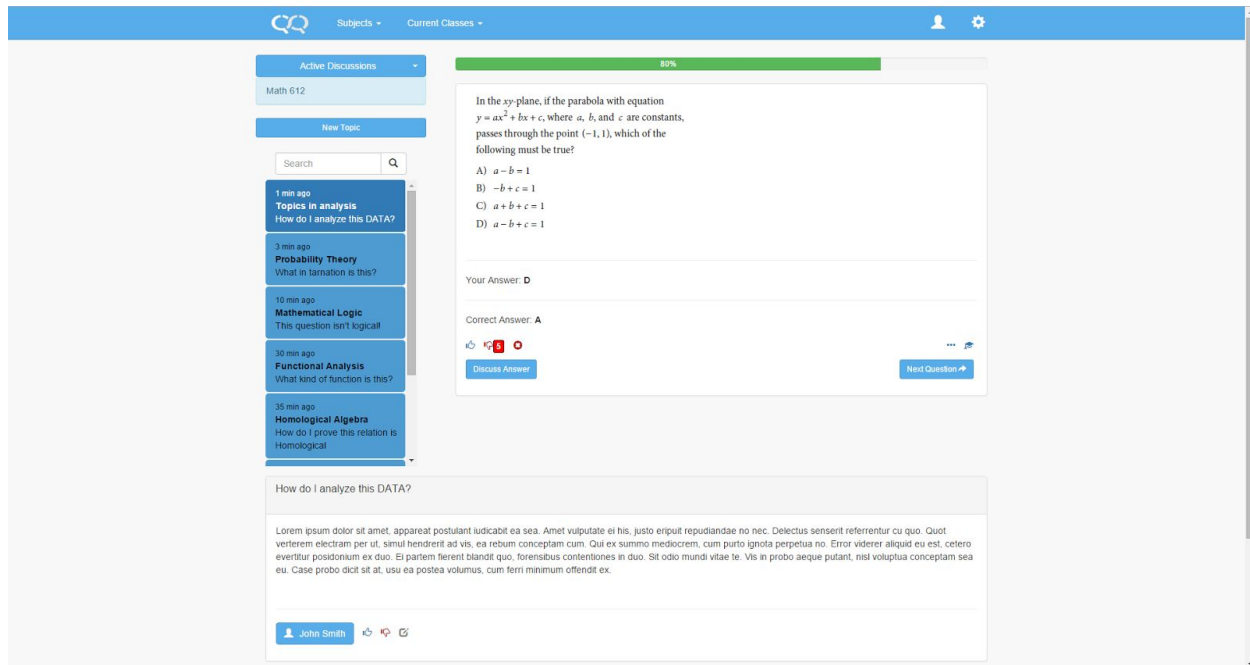 Subjects
Current Classes
Active Discussions
Math 612
New Topic
Search
1 min ago
Topics in analysis
How do I analyze this DATA?
3 min ago
Probability Theory
What in tarnation is this?
10 min ago
Mathematical Logic
This question isn't logical!
30 min ago
Functional Analysis
What kind of function is this?
35 min ago
Homological Algebra
How do I prove this relation is
Homological
80%
In the xy-plane, if the parabola with equation
y = ax² + bx + c, where a, b, and c are constants,
passes through the point (−1, 1), which of the
following must be true?
A) a − b = 1
B) −b + c = 1
C) a + b + c = 1
D) a − b + c = 1
Your Answer: D
Correct Answer: A
5
Discuss Answer
Next Question
How do I analyze this DATA?
Lorem ipsum dolor sit amet, appareat postulant iudicabit ea sea. Amet vulputate ei his, justo eripuit repudiandae no nec. Delectus senserit referrentur cu quo. Quot
verterem electram per ut, simul hendrerit ad vis, ea rebum conceptam cum. Qui ex summo mediocrem, cum purto ignota perpetua no. Error viderer aliquid eu est, cetero
evertitur posidonium ex duo. Ei partem fierent blandit quo, forensibus contentiones in duo. Sit odio mundi vitae te. Vis in probo aeque putant, nisl voluptua conceptam sea
eu. Case probo dicit sit at, usu ea postea volumus, cum ferri minimum offendit ex.
John Smith